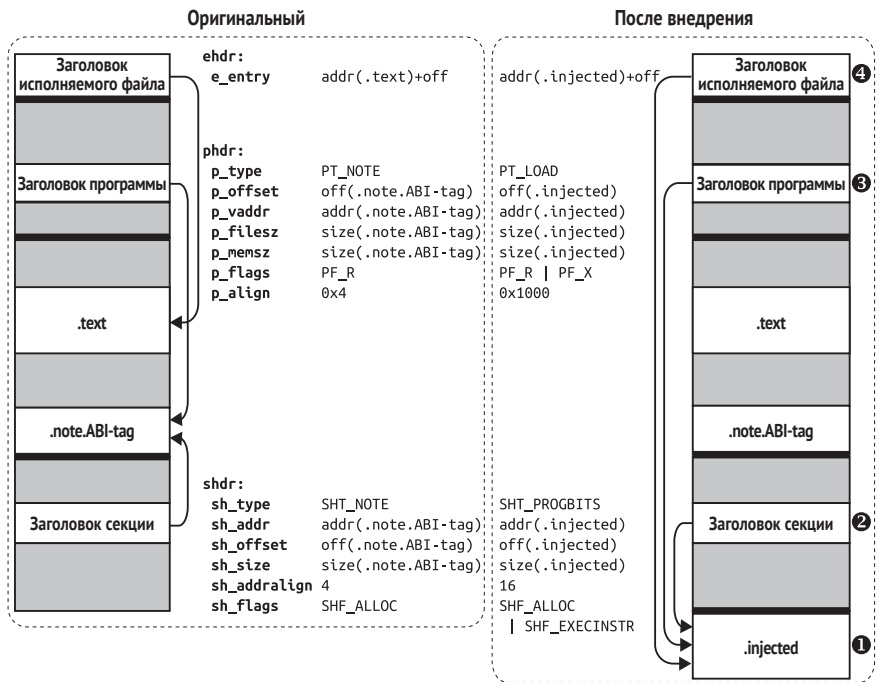 Оригинальный
После внедрения
Заголовок
исполняемого файла
Заголовок программы
.text
.note.ABI-tag
Заголовок секции
ehdr:
e_entry addr(.text)+off addr(.injected)+off
phdr:
p_type PT_NOTE PT_LOAD
p_offset off(.note.ABI-tag) off(.injected)
p_vaddr addr(.note.ABI-tag) addr(.injected)
p_filesz size(.note.ABI-tag) size(.injected)
p_memsz size(.note.ABI-tag) size(.injected)
p_flags PF_R PF_R | PF_X
p_align 0x4 0x1000
shdr:
sh_type SHT_NOTE SHT_PROGBITS
sh_addr addr(.note.ABI-tag) addr(.injected)
sh_offset off(.note.ABI-tag) off(.injected)
sh_size size(.note.ABI-tag) size(.injected)
sh_addralign 4 16
sh_flags SHF_ALLOC SHF_ALLOC
| SHF_EXECINSTR
Заголовок
исполняемого файла ❹
Заголовок программы ❸
.text
.note.ABI-tag
Заголовок секции ❷
.injected ❶